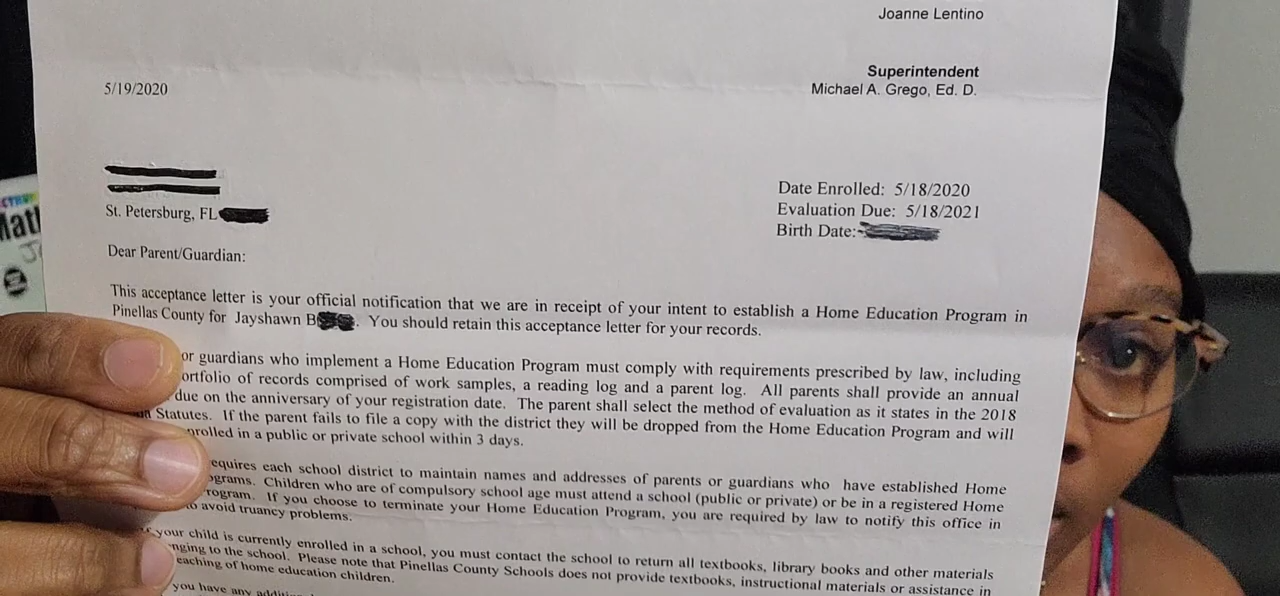 Joanne Lentino
Superintendent
Michael A. Grego, Ed. D.
5/19/2020
St. Petersburg, FL
Date Enrolled: 5/18/2020
Evaluation Due: 5/18/2021
Birth Date:
Dear Parent/Guardian:
This acceptance letter is your official notification that we are in receipt of your intent to establish a Home Education Program in
Pinellas County for Jayshawn B . You should retain this acceptance letter for your records.
or guardians who implement a Home Education Program must comply with requirements prescribed by law, including
ortfolio of records comprised of work samples, a reading log and a parent log. All parents shall provide an annual
due on the anniversary of your registration date. The parent shall select the method of evaluation as it states in the 2018
Statutes. If the parent fails to file a copy with the district they will be dropped from the Home Education Program and will
nrolled in a public or private school within 3 days.
equires each school district to maintain names and addresses of parents or guardians who have established Home
ograms. Children who are of compulsory school age must attend a school (public or private) or be in a registered Home
rogram. If you choose to terminate your Home Education Program, you are required by law to notify this office in
to avoid truancy problems.
your child is currently enrolled in a school, you must contact the school to return all textbooks, library books and other materials
nging to the school. Please note that Pinellas County Schools does not provide textbooks, instructional materials or assistance in
eaching of home education children.
you have any